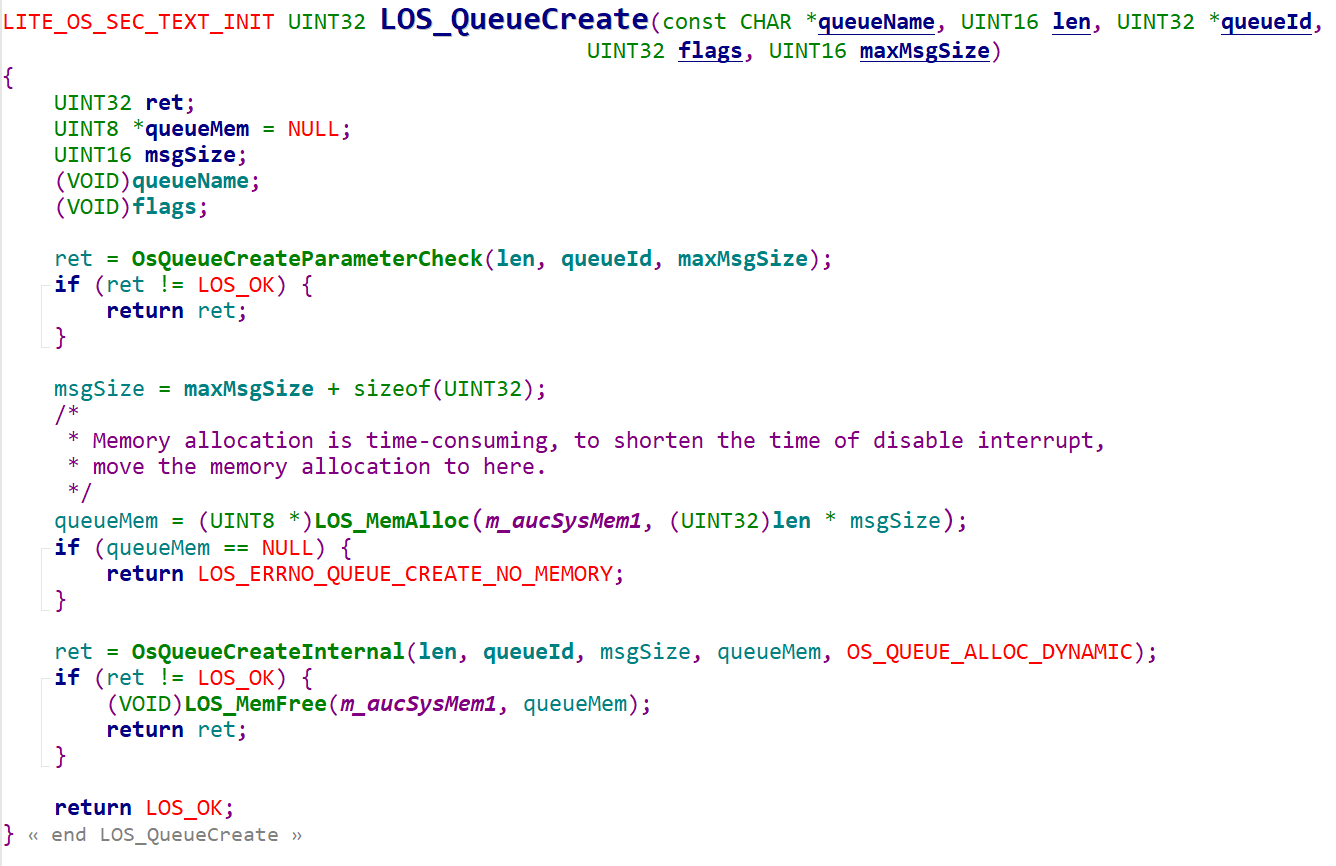 LITE_OS_SEC_TEXT_INIT UINT32 LOS_QueueCreate(const CHAR *queueName, UINT16 len, UINT32 *queueId,
                                             UINT32 flags, UINT16 maxMsgSize)
{
    UINT32 ret;
    UINT8 *queueMem = NULL;
    UINT16 msgSize;
    (VOID)queueName;
    (VOID)flags;

    ret = OsQueueCreateParameterCheck(len, queueId, maxMsgSize);
    if (ret != LOS_OK) {
        return ret;
    }

    msgSize = maxMsgSize + sizeof(UINT32);
    /*
     * Memory allocation is time-consuming, to shorten the time of disable interrupt,
     * move the memory allocation to here.
     */
    queueMem = (UINT8 *)LOS_MemAlloc(m_aucSysMem1, (UINT32)len * msgSize);
    if (queueMem == NULL) {
        return LOS_ERRNO_QUEUE_CREATE_NO_MEMORY;
    }

    ret = OsQueueCreateInternal(len, queueId, msgSize, queueMem, OS_QUEUE_ALLOC_DYNAMIC);
    if (ret != LOS_OK) {
        (VOID)LOS_MemFree(m_aucSysMem1, queueMem);
        return ret;
    }

    return LOS_OK;
} « end LOS_QueueCreate »